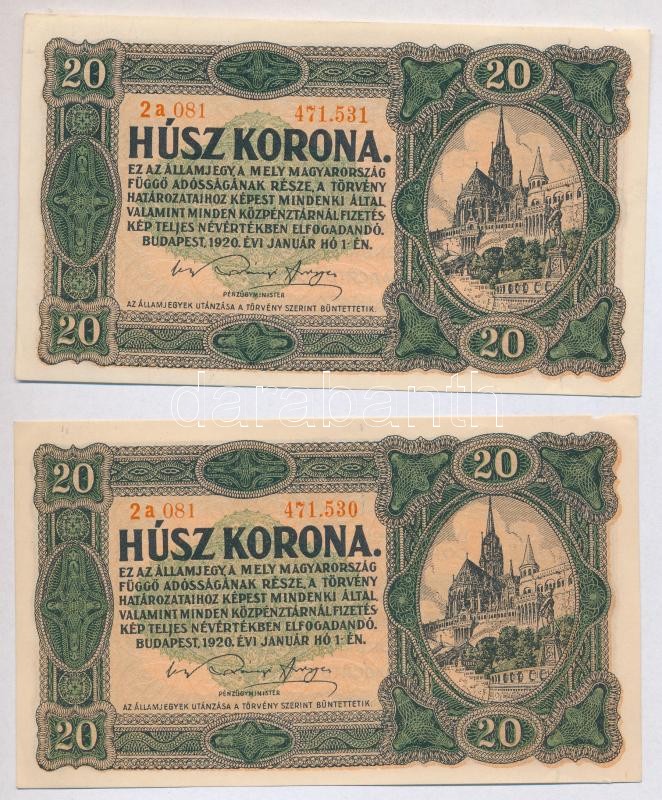 20 20
2a 081 471.531
HÚSZ KORONA.
EZ AZ ÁLLAMJEGY, A MELY MAGYARORSZÁG
FÜGGŐ ADÓSSÁGÁNAK RÉSZE, A TÖRVÉNY
HATÁROZATAIHOZ KÉPEST MINDENKI ÁLTAL,
VALAMINT MINDEN KÖZPÉNZTÁRNÁL FIZETÉS-
KÉP TELJES NÉVÉRTÉKBEN ELFOGADANDÓ.
BUDAPEST, 1920. ÉVI JANUÁR HÓ 1-ÉN.
PÉNZÜGYMINISTER
AZ ÁLLAMJEGYEK UTÁNZÁSA A TÖRVÉNY SZERINT BÜNTETTETIK.
20 20
darabanth
20 20
2a 081 471.530
HÚSZ KORONA.
EZ AZ ÁLLAMJEGY, A MELY MAGYARORSZÁG
FÜGGŐ ADÓSSÁGÁNAK RÉSZE, A TÖRVÉNY
HATÁROZATAIHOZ KÉPEST MINDENKI ÁLTAL,
VALAMINT MINDEN KÖZPÉNZTÁRNÁL FIZETÉS-
KÉP TELJES NÉVÉRTÉKBEN ELFOGADANDÓ.
BUDAPEST, 1920. ÉVI JANUÁR HÓ 1-ÉN.
PÉNZÜGYMINISTER
AZ ÁLLAMJEGYEK UTÁNZÁSA A TÖRVÉNY SZERINT BÜNTETTETIK.
20 20